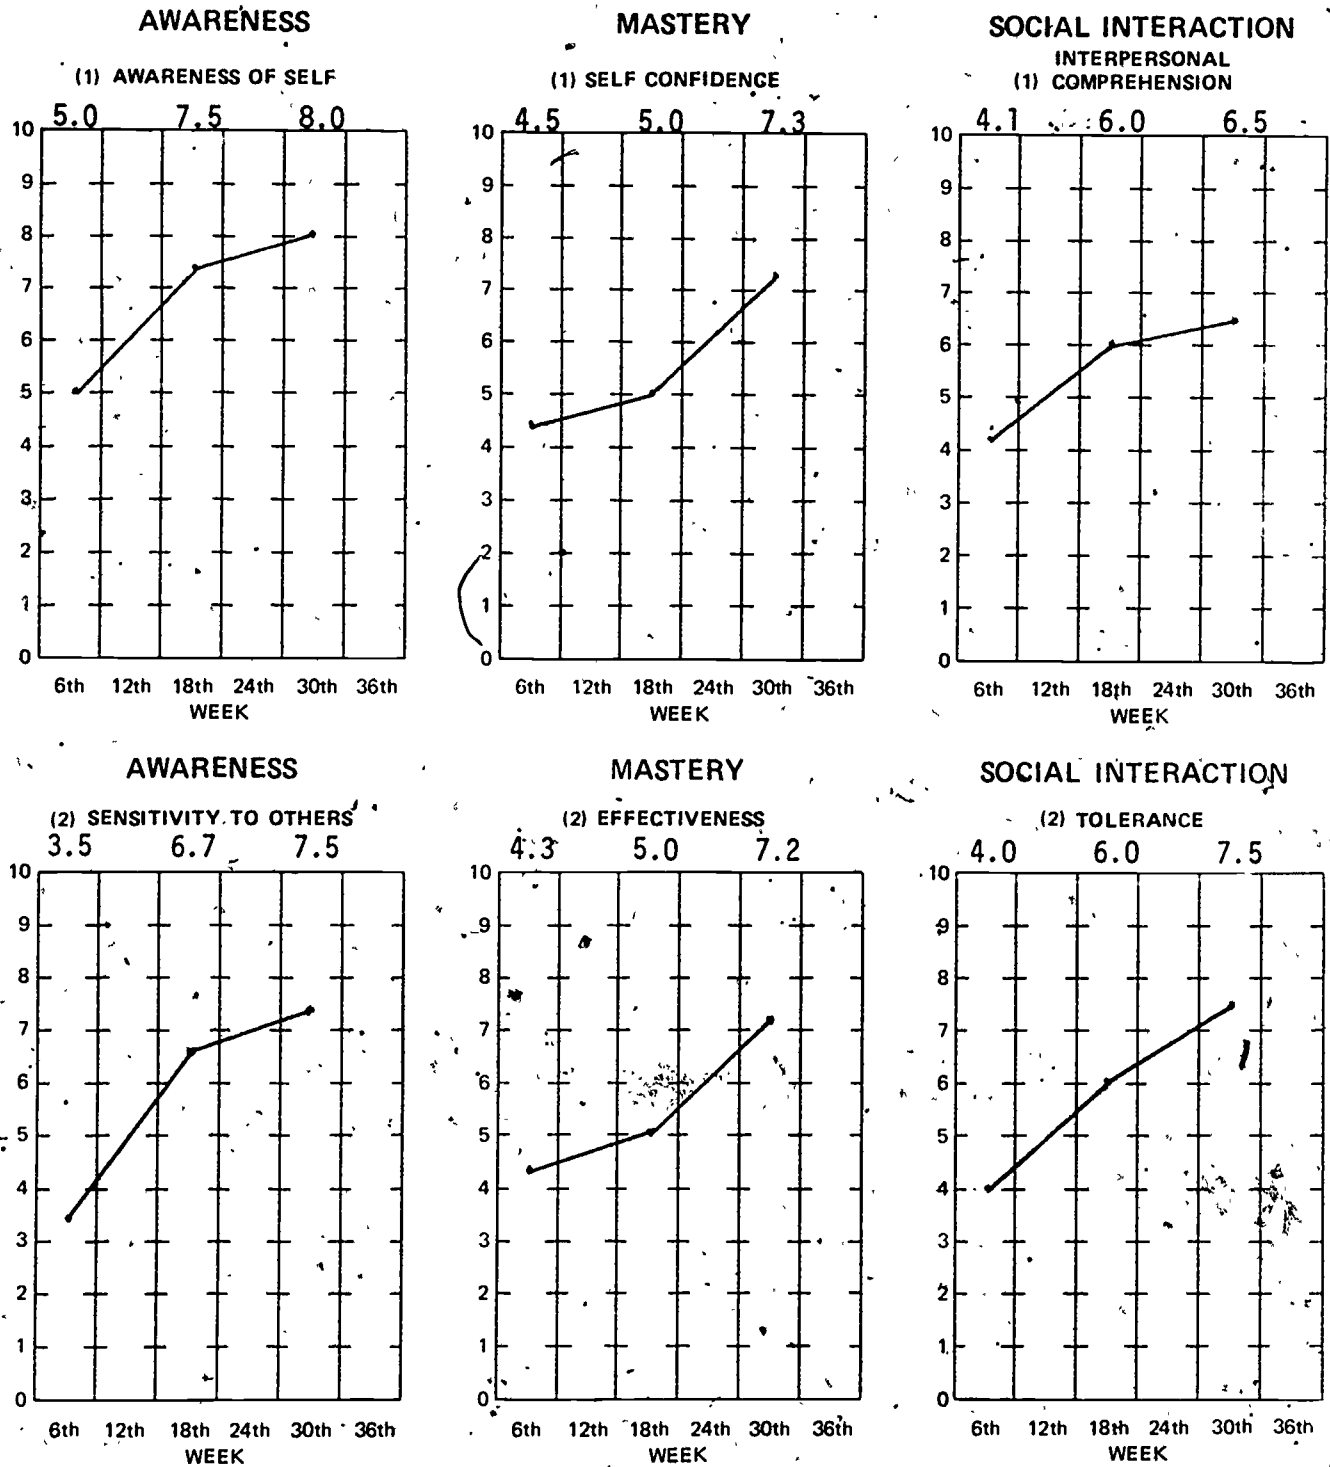 AWARENESS
(1) AWARENESS OF SELF
5.0 7.5 8.0
10
9
8
7
6
5
4
3
2
1
0
6th 12th 18th 24th 30th 36th
WEEK
MASTERY
(1) SELF CONFIDENCE
4.5 5.0 7.3
10
9
8
7
6
5
4
3
2
1
0
6th 12th 18th 24th 30th 36th
WEEK
SOCIAL INTERACTION
INTERPERSONAL
(1) COMPREHENSION
4.1 6.0 6.5
10
9
8
7
6
5
4
3
2
1
0
6th 12th 18th 24th 30th 36th
WEEK
AWARENESS
(2) SENSITIVITY TO OTHERS
3.5 6.7 7.5
10
9
8
7
6
5
4
3
2
1
0
6th 12th 18th 24th 30th 36th
WEEK
MASTERY
(2) EFFECTIVENESS
4.3 5.0 7.2
10
9
8
7
6
5
4
3
2
1
0
6th 12th 18th 24th 30th 36th
WEEK
SOCIAL INTERACTION
(2) TOLERANCE
4.0 6.0 7.5
10
9
8
7
6
5
4
3
2
1
0
6th 12th 18th 24th 30th 36th
WEEK